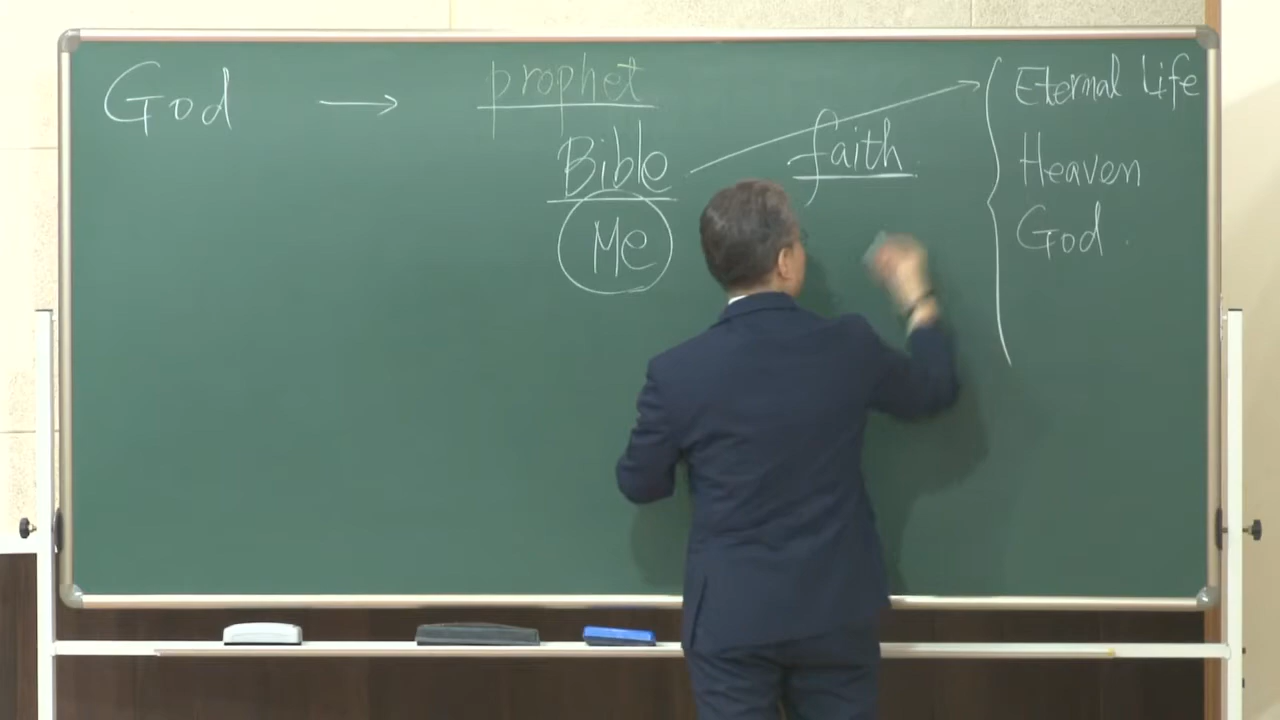 God → prophet
Bible
Me
faith
Eternal Life
Heaven
God.